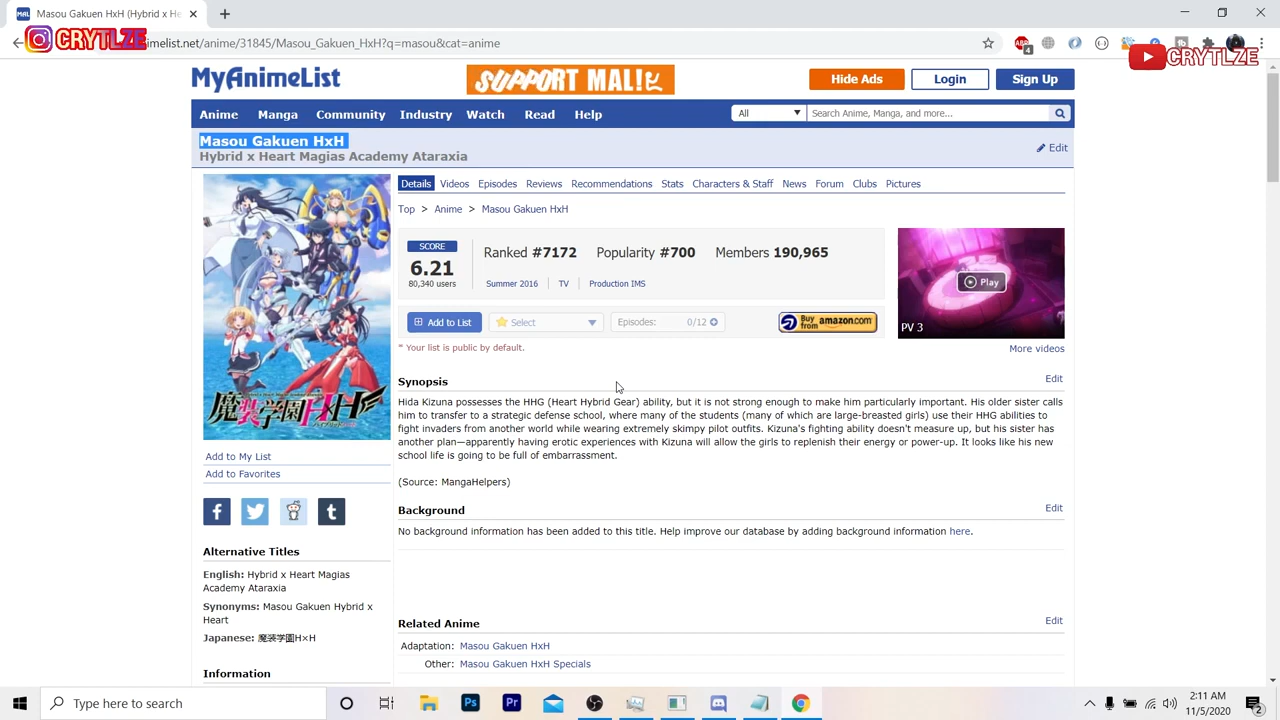 Masou Gakuen HxH (Hybrid x He
CRYTLZE
imelist.net/anime/31845/Masou_Gakuen_HxH?q=masou&cat=anime
ABP
4
CRYTLZE
MyAnimeList
SUPPORT MAL!
Hide Ads
Login
Sign Up
Anime Manga Community Industry Watch Read Help
All
Search Anime, Manga, and more...
Masou Gakuen HxH
Hybrid x Heart Magias Academy Ataraxia
Edit
魔装学園H×H
Details Videos Episodes Reviews Recommendations Stats Characters & Staff News Forum Clubs Pictures
Top > Anime > Masou Gakuen HxH
SCORE
6.21
80,340 users
Ranked #7172 Popularity #700 Members 190,965
Summer 2016 TV Production IMS
Play
PV 3
Add to List
Select
Episodes: 0/12
Buy from amazon.com
* Your list is public by default.
More videos
Synopsis
Edit
Hida Kizuna possesses the HHG (Heart Hybrid Gear) ability, but it is not strong enough to make him particularly important. His older sister calls
him to transfer to a strategic defense school, where many of the students (many of which are large-breasted girls) use their HHG abilities to
fight invaders from another world while wearing extremely skimpy pilot outfits. Kizuna's fighting ability doesn't measure up, but his sister has
another plan—apparently having erotic experiences with Kizuna will allow the girls to replenish their energy or power-up. It looks like his new
school life is going to be full of embarrassment.
(Source: MangaHelpers)
Background
Edit
No background information has been added to this title. Help improve our database by adding background information here.
Related Anime
Edit
Adaptation: Masou Gakuen HxH
Other: Masou Gakuen HxH Specials
Add to My List
Add to Favorites
Alternative Titles
English: Hybrid x Heart Magias
Academy Ataraxia
Synonyms: Masou Gakuen Hybrid x
Heart
Japanese: 魔装学園H×H
Information
Type here to search
2:11 AM
11/5/2020
2